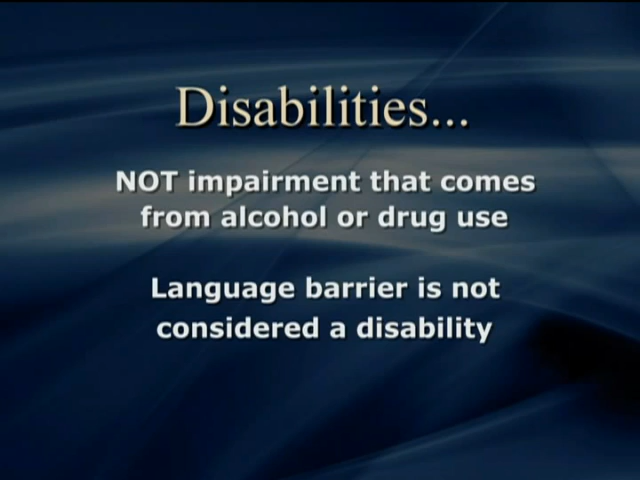 Disabilities...
NOT impairment that comes
from alcohol or drug use
Language barrier is not
considered a disability